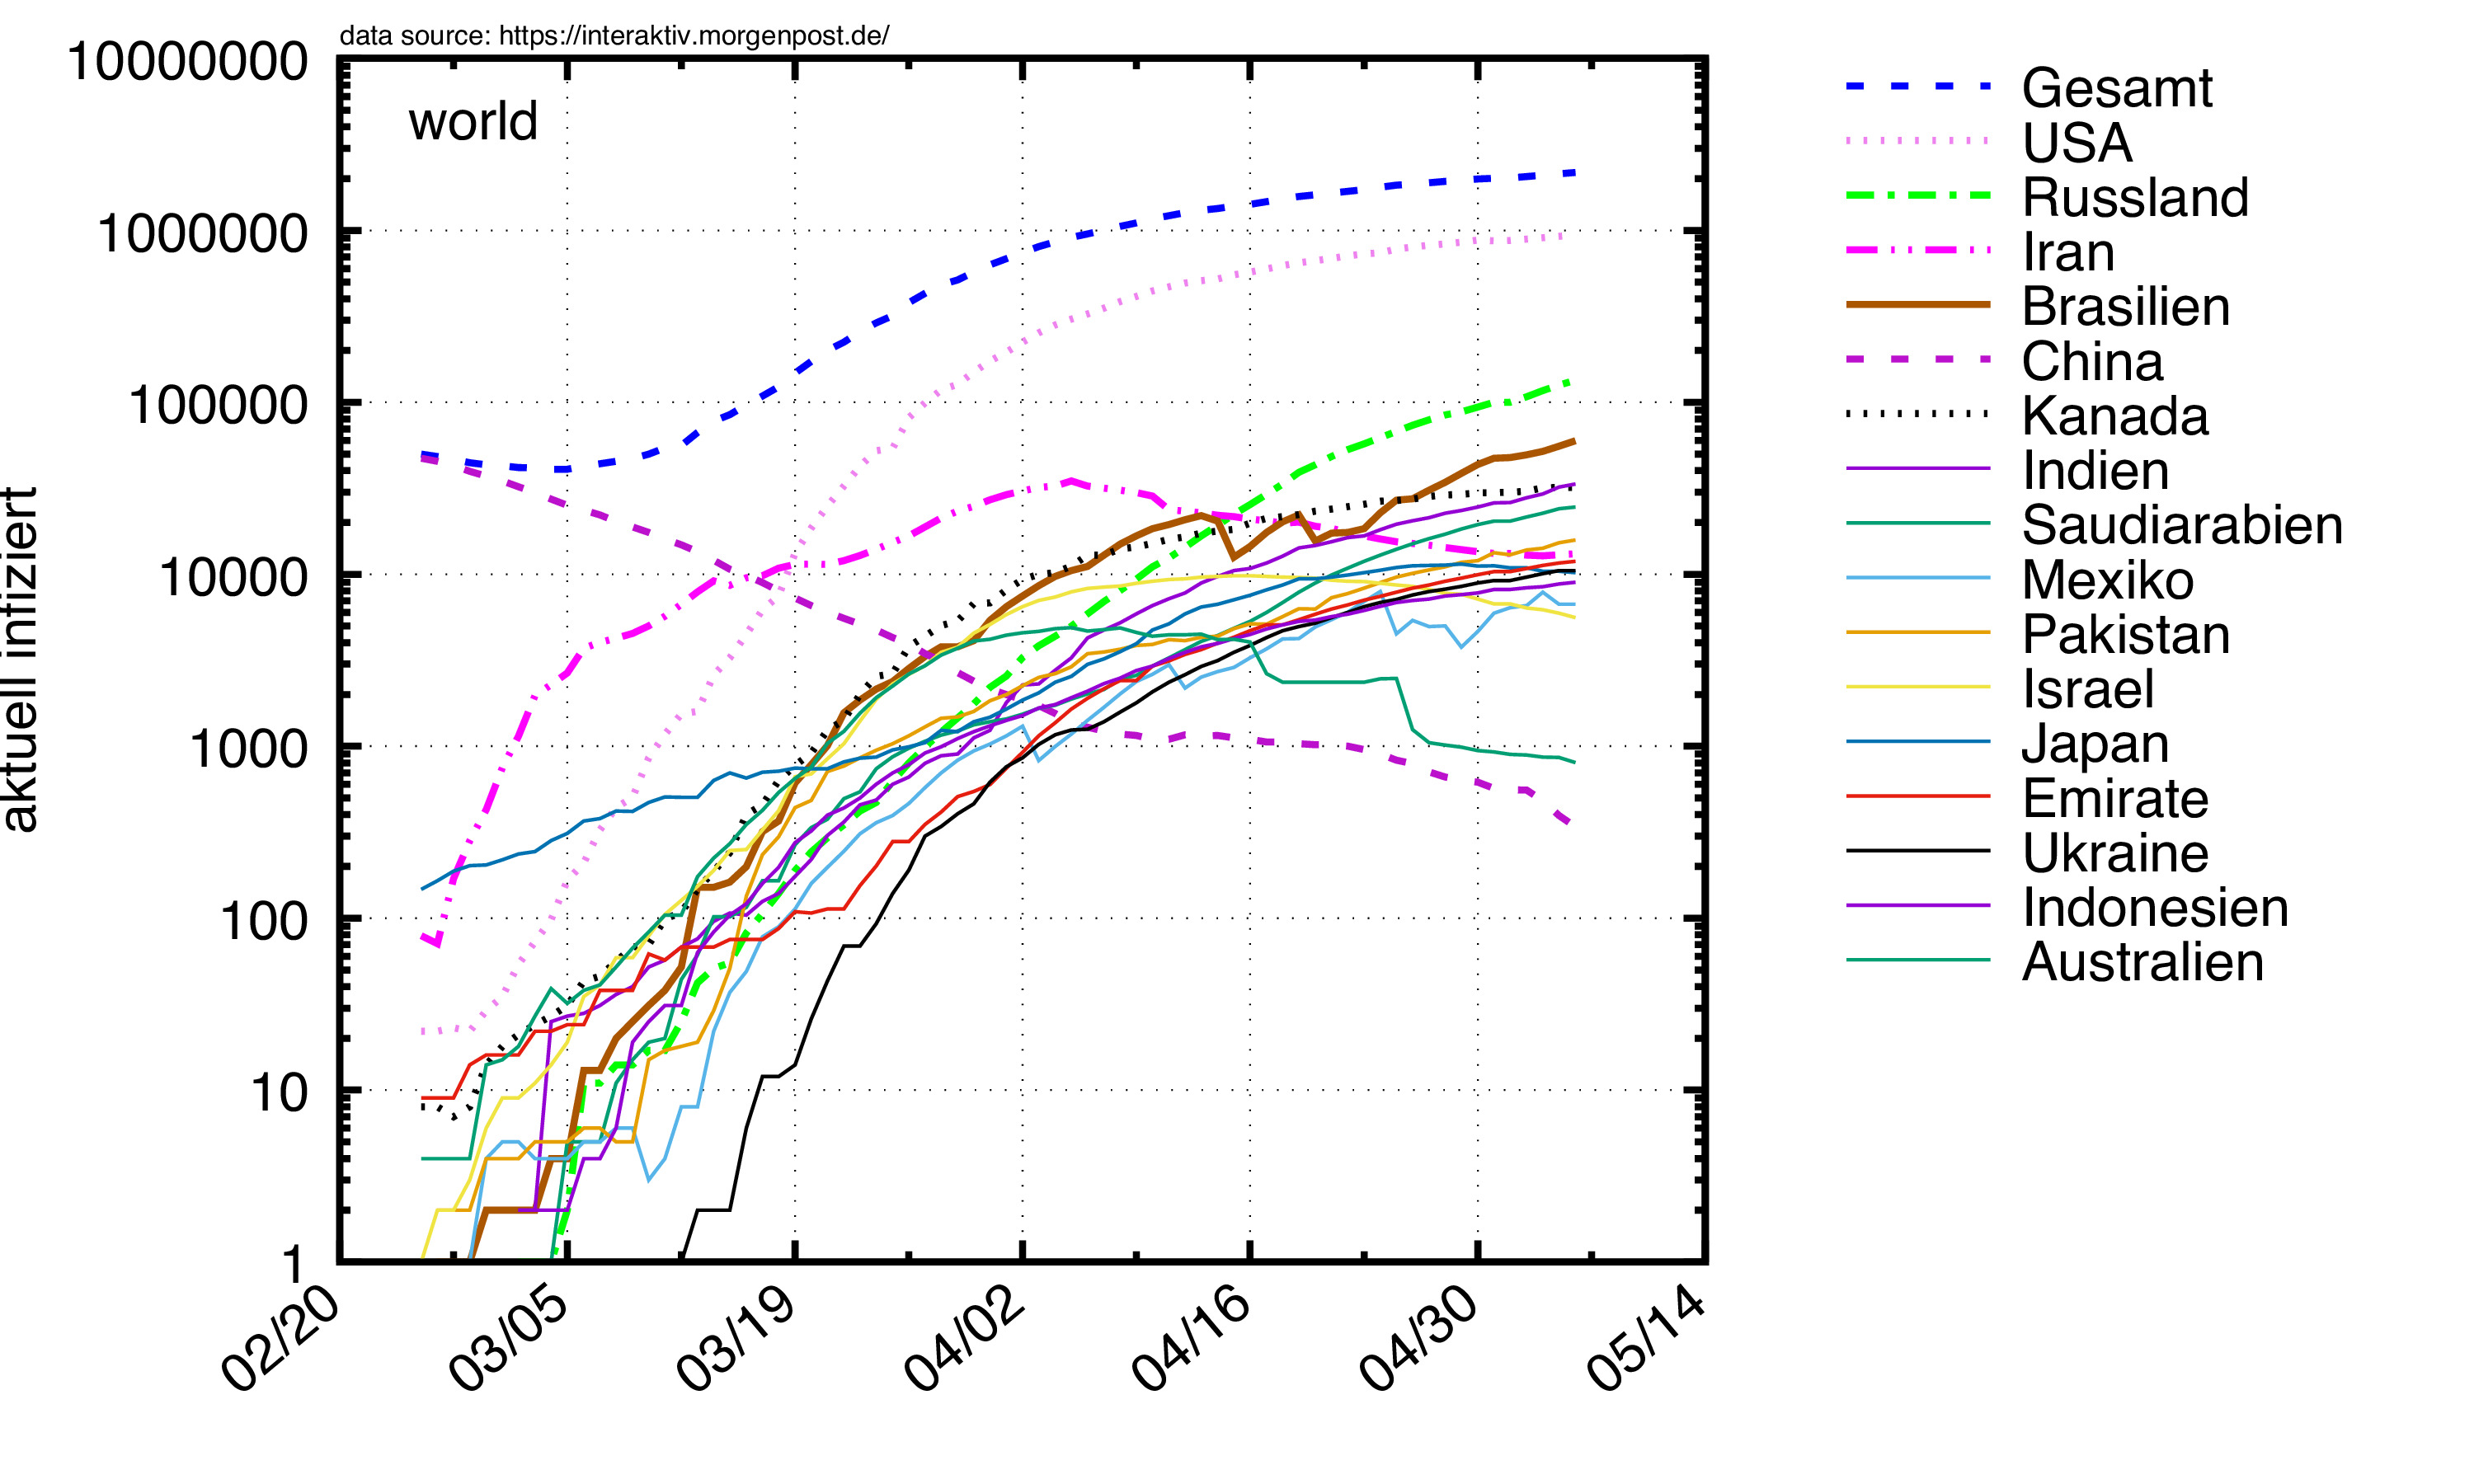 data source: https://interaktiv.morgenpost.de/
10000000
1000000
100000
10000
1000
100
10
1
aktuell infiziert
world
02/20
03/05
03/19
04/02
04/16
04/30
05/14
Gesamt
USA
Russland
Iran
Brasilien
China
Kanada
Indien
Saudiarabien
Mexiko
Pakistan
Israel
Japan
Emirate
Ukraine
Indonesien
Australien